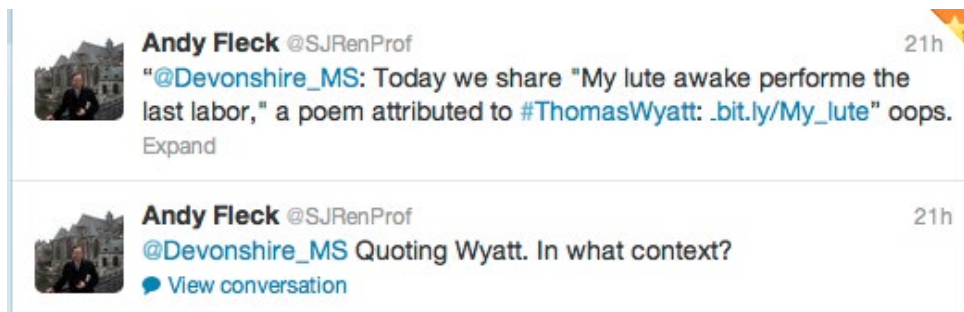 Andy Fleck @SJRenProf 21h
“@Devonshire_MS: Today we share "My lute awake performe the
last labor," a poem attributed to #ThomasWyatt: .bit.ly/My_lute” oops.
Expand
Andy Fleck @SJRenProf 21h
@Devonshire_MS Quoting Wyatt. In what context?
View conversation